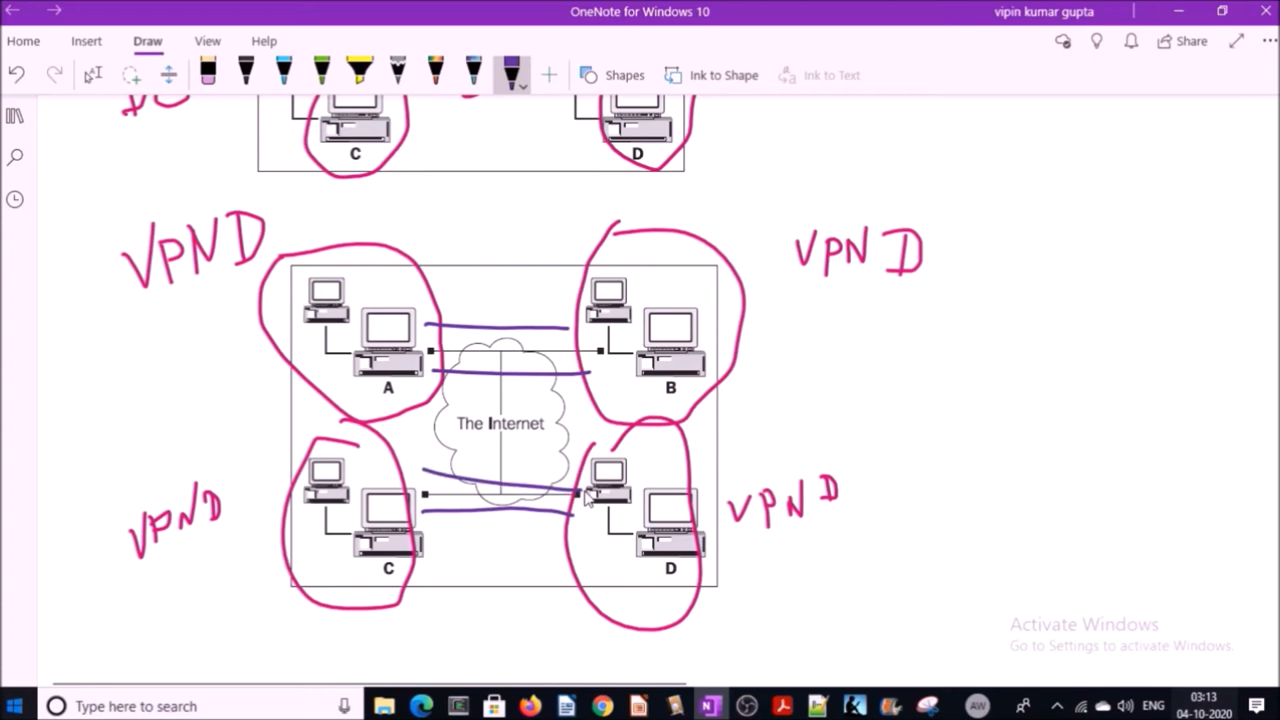 OneNote for Windows 10
vipin kumar gupta
Home Insert Draw View Help
Share
Shapes Ink to Shape Ink to Text
C D
VPND
VPND
A B
The Internet
VPND
VPND
C D
Activate Windows
Go to Settings to activate Windows.
Type here to search
AW
ENG
03:13
04-10-2020